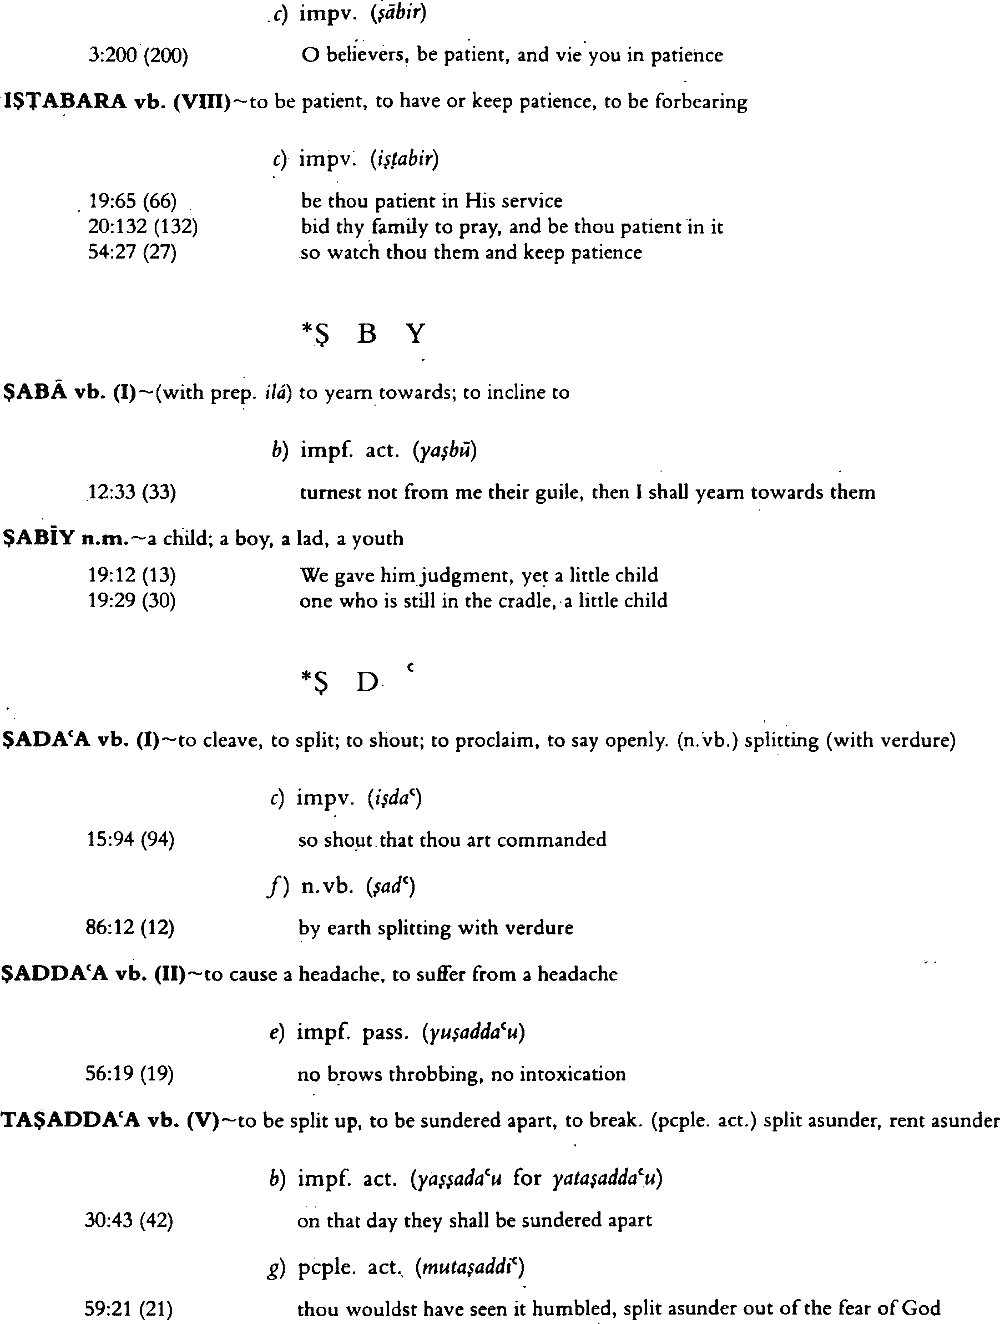 c) impv. (ṣābir)
3:200 (200) O believers, be patient, and vie you in patience
IṢṬABARA vb. (VIII)~to be patient, to have or keep patience, to be forbearing
c) impv. (iṣṭabir)
19:65 (66) be thou patient in His service
20:132 (132) bid thy family to pray, and be thou patient in it
54:27 (27) so watch thou them and keep patience
*Ṣ B Y
ṢABĀ vb. (I)~(with prep. ilá) to yearn towards; to incline to
b) impf. act. (yaṣbū)
12:33 (33) turnest not from me their guile, then I shall yearn towards them
ṢABĪY n.m.~a child; a boy, a lad, a youth
19:12 (13) We gave him judgment, yet a little child
19:29 (30) one who is still in the cradle, a little child
*Ṣ D ʿ
ṢADAʿA vb. (I)~to cleave, to split; to shout; to proclaim, to say openly. (n.vb.) splitting (with verdure)
c) impv. (iṣdaʿ)
15:94 (94) so shout that thou art commanded
f) n.vb. (ṣadʿ)
86:12 (12) by earth splitting with verdure
ṢADDAʿA vb. (II)~to cause a headache, to suffer from a headache
e) impf. pass. (yuṣaddaʿu)
56:19 (19) no brows throbbing, no intoxication
TAṢADDAʿA vb. (V)~to be split up, to be sundered apart, to break. (pcple. act.) split asunder, rent asunder
b) impf. act. (yaṣṣadaʿu for yataṣaddaʿu)
30:43 (42) on that day they shall be sundered apart
g) pcple. act. (mutaṣaddiʿ)
59:21 (21) thou wouldst have seen it humbled, split asunder out of the fear of God